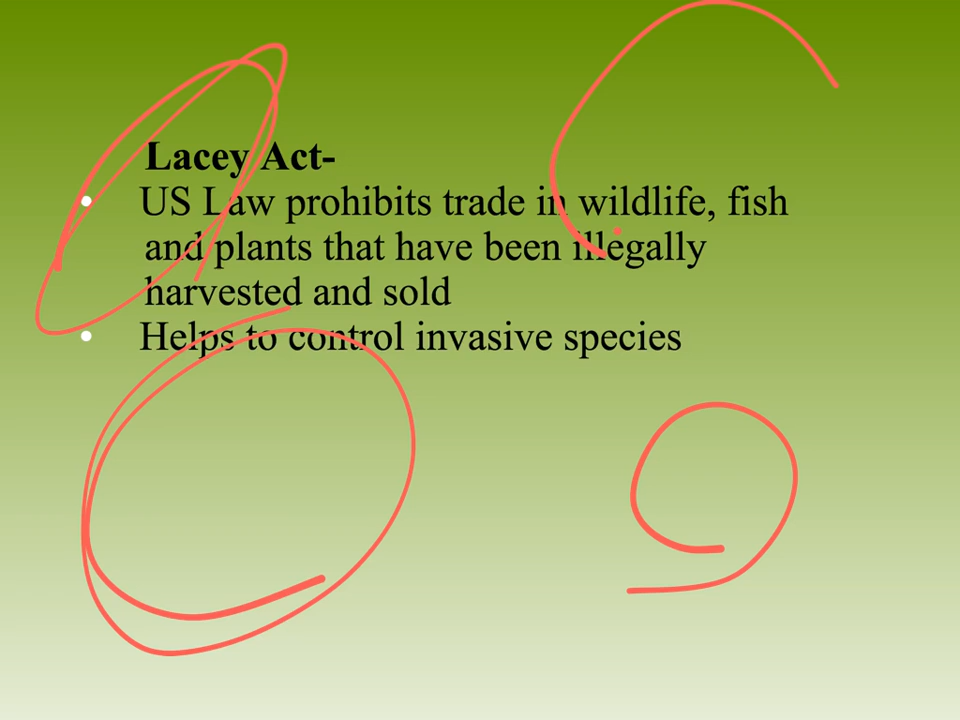 Lacey Act-
• US Law prohibits trade in wildlife, fish
and plants that have been illegally
harvested and sold
• Helps to control invasive species